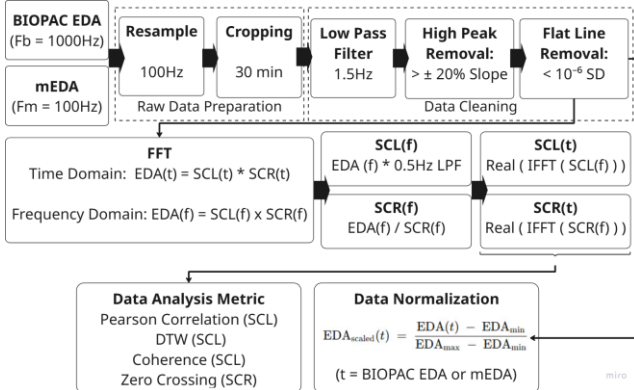 BIOPAC EDA
(Fb = 1000Hz)
mEDA
(Fm = 100Hz)
Resample
100Hz
Cropping
30 min
Raw Data Preparation
Low Pass
Filter
1.5Hz
High Peak
Removal:
> ± 20% Slope
Flat Line
Removal:
< 10⁻⁶ SD
Data Cleaning
FFT
Time Domain: EDA(t) = SCL(t) * SCR(t)
Frequency Domain: EDA(f) = SCL(f) x SCR(f)
SCL(f)
EDA (f) * 0.5Hz LPF
SCR(f)
EDA(f) / SCR(f)
SCL(t)
Real ( IFFT ( SCL(f) ) )
SCR(t)
Real ( IFFT ( SCR(f) ) )
Data Analysis Metric
Pearson Correlation (SCL)
DTW (SCL)
Coherence (SCL)
Zero Crossing (SCR)
Data Normalization
EDAscaled(t) = EDA(t) − EDAmin / EDAmax − EDAmin
(t = BIOPAC EDA or mEDA)
miro